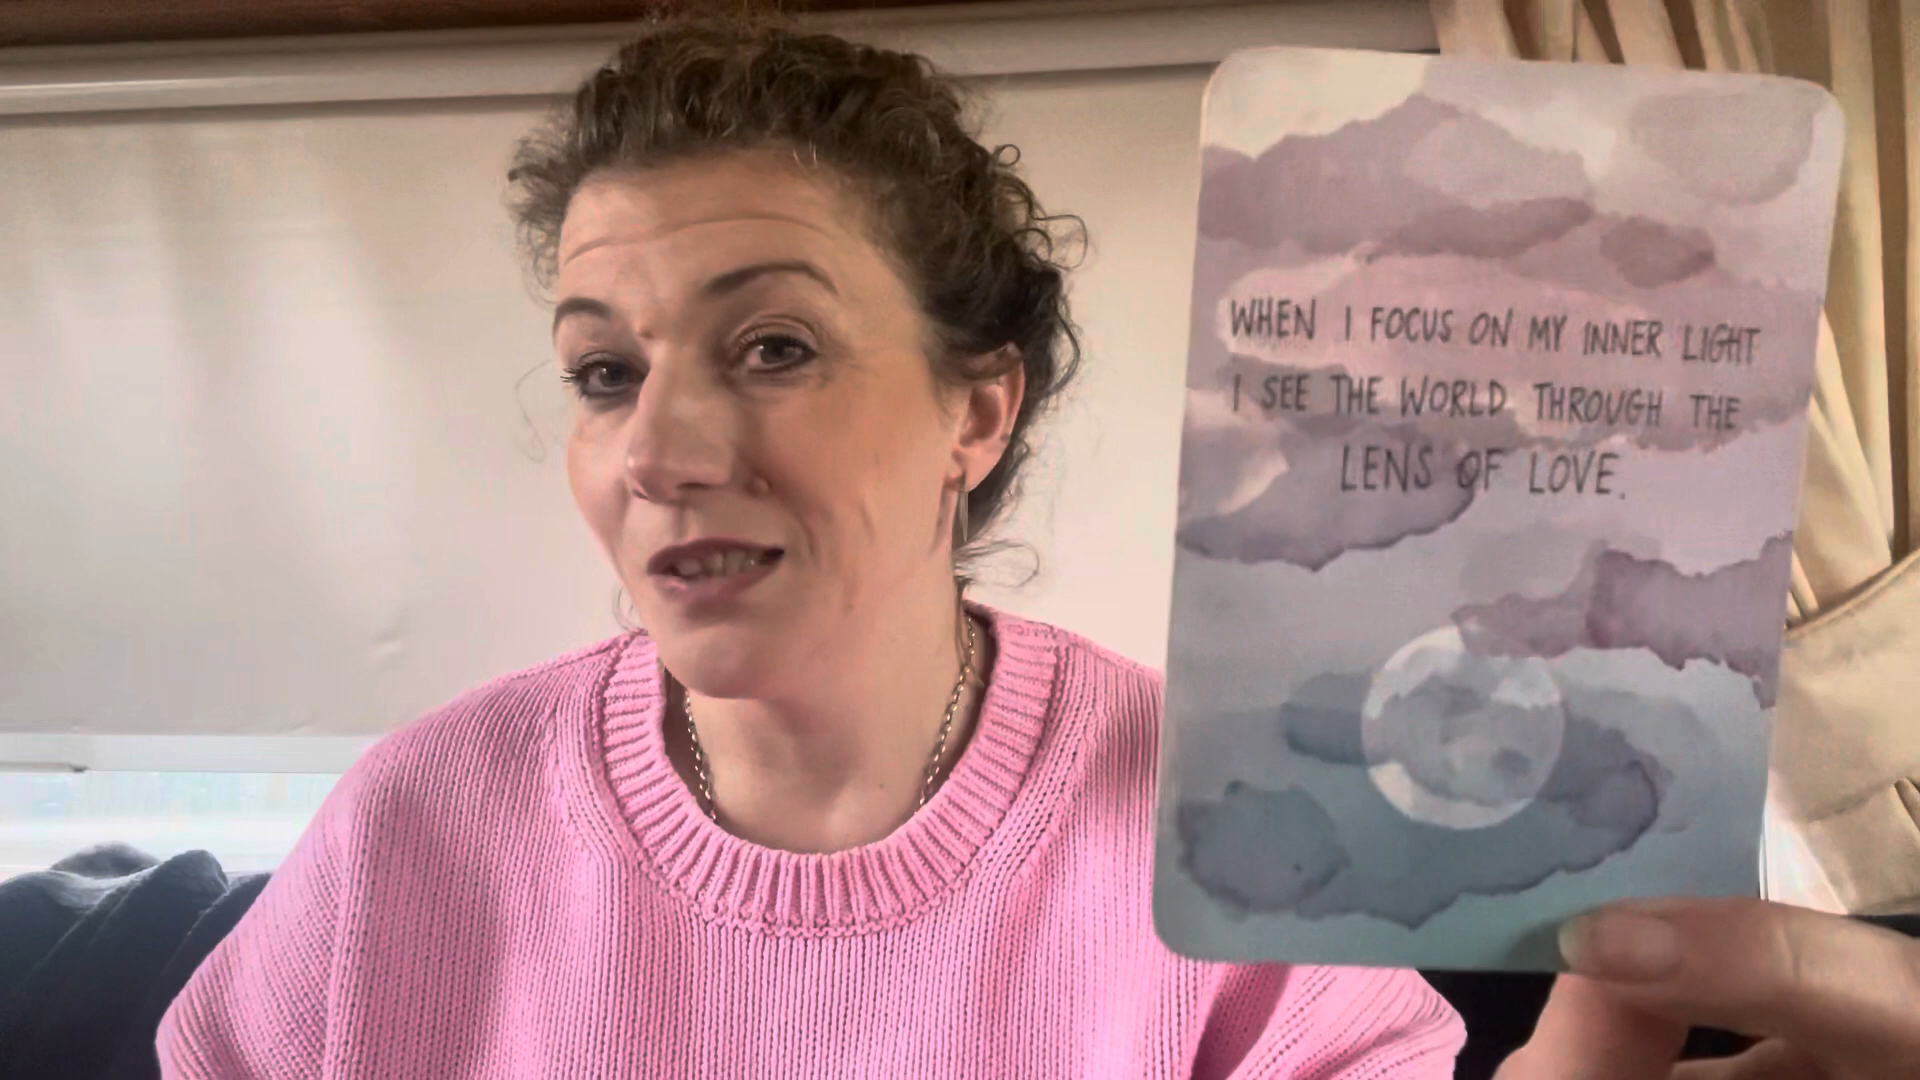 WHEN I FOCUS ON MY INNER LIGHT
I SEE THE WORLD THROUGH THE
LENS OF LOVE.